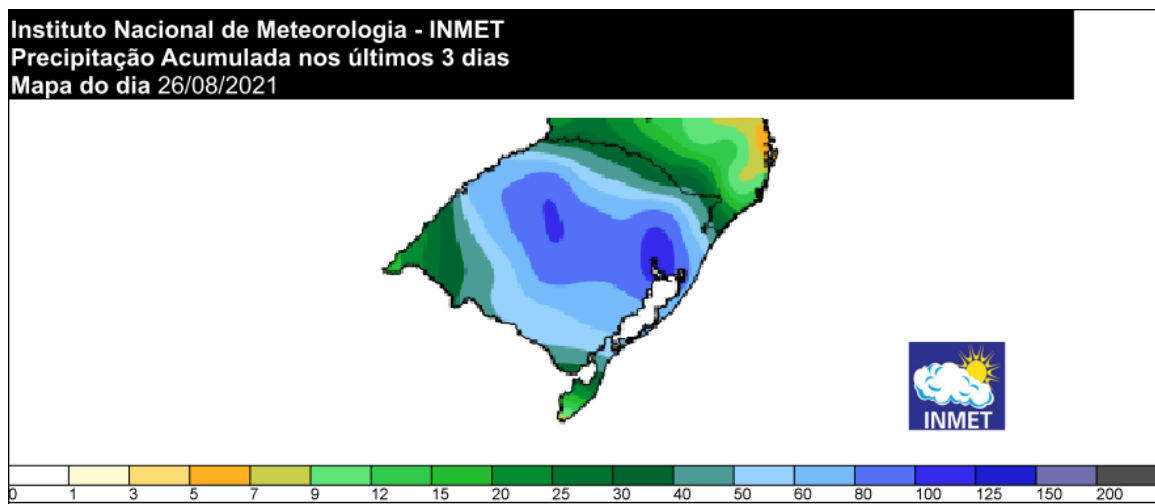 Instituto Nacional de Meteorologia - INMET
Precipitação Acumulada nos últimos 3 dias
Mapa do dia 26/08/2021
INMET
0 1 3 5 7 9 12 15 20 25 30 40 50 60 80 100 125 150 200